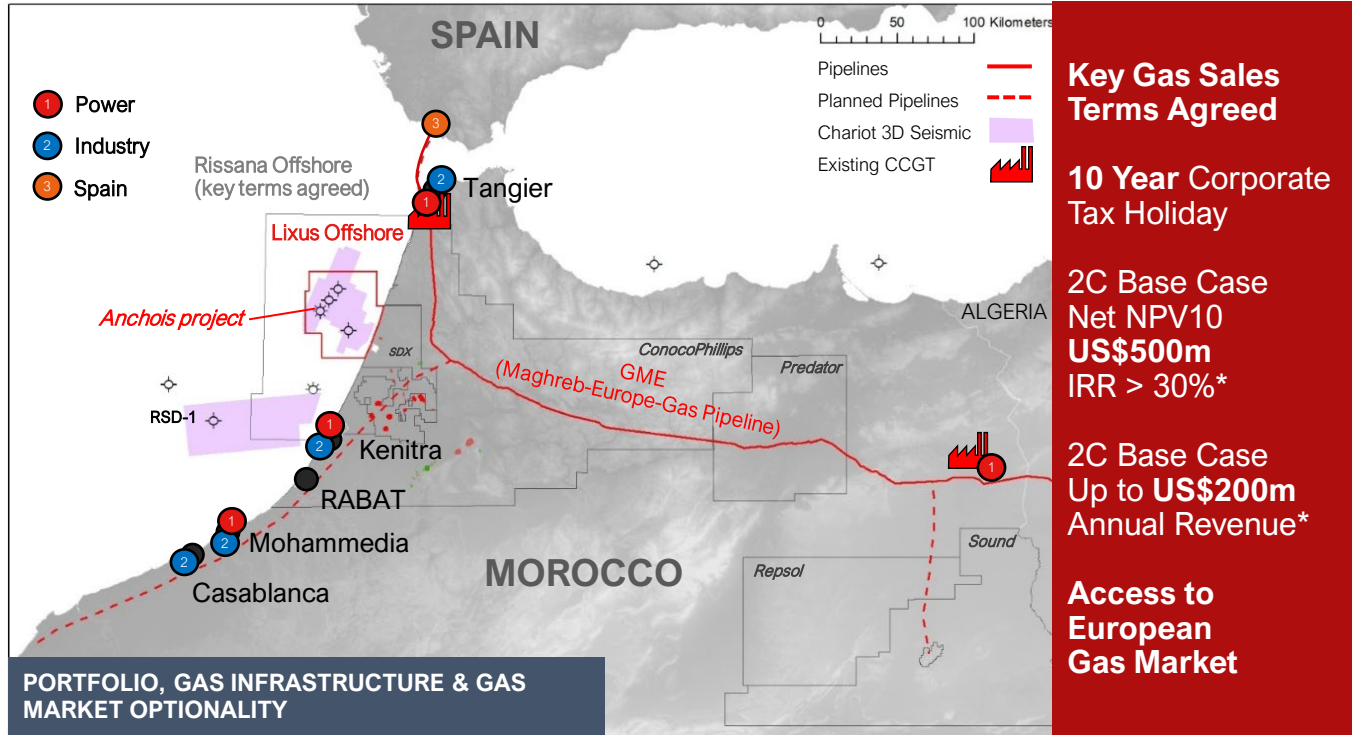 SPAIN
0 50 100 Kilometers
Pipelines
Planned Pipelines
Chariot 3D Seismic
Existing CCGT
1 Power
2 Industry
3 Spain
3
Rissana Offshore
(key terms agreed)
2
Tangier
1
Lixus Offshore
Anchois project
ALGERIA
SDX
ConocoPhillips
Predator
GME
(Maghreb-Europe-Gas Pipeline)
RSD-1
1
2
Kenitra
1
RABAT
1
2
Mohammedia
2
Casablanca
MOROCCO
Sound
Repsol
PORTFOLIO, GAS INFRASTRUCTURE & GAS
MARKET OPTIONALITY
Key Gas Sales
Terms Agreed
10 Year Corporate
Tax Holiday
2C Base Case
Net NPV10
US$500m
IRR > 30%*
2C Base Case
Up to US$200m
Annual Revenue*
Access to
European
Gas Market